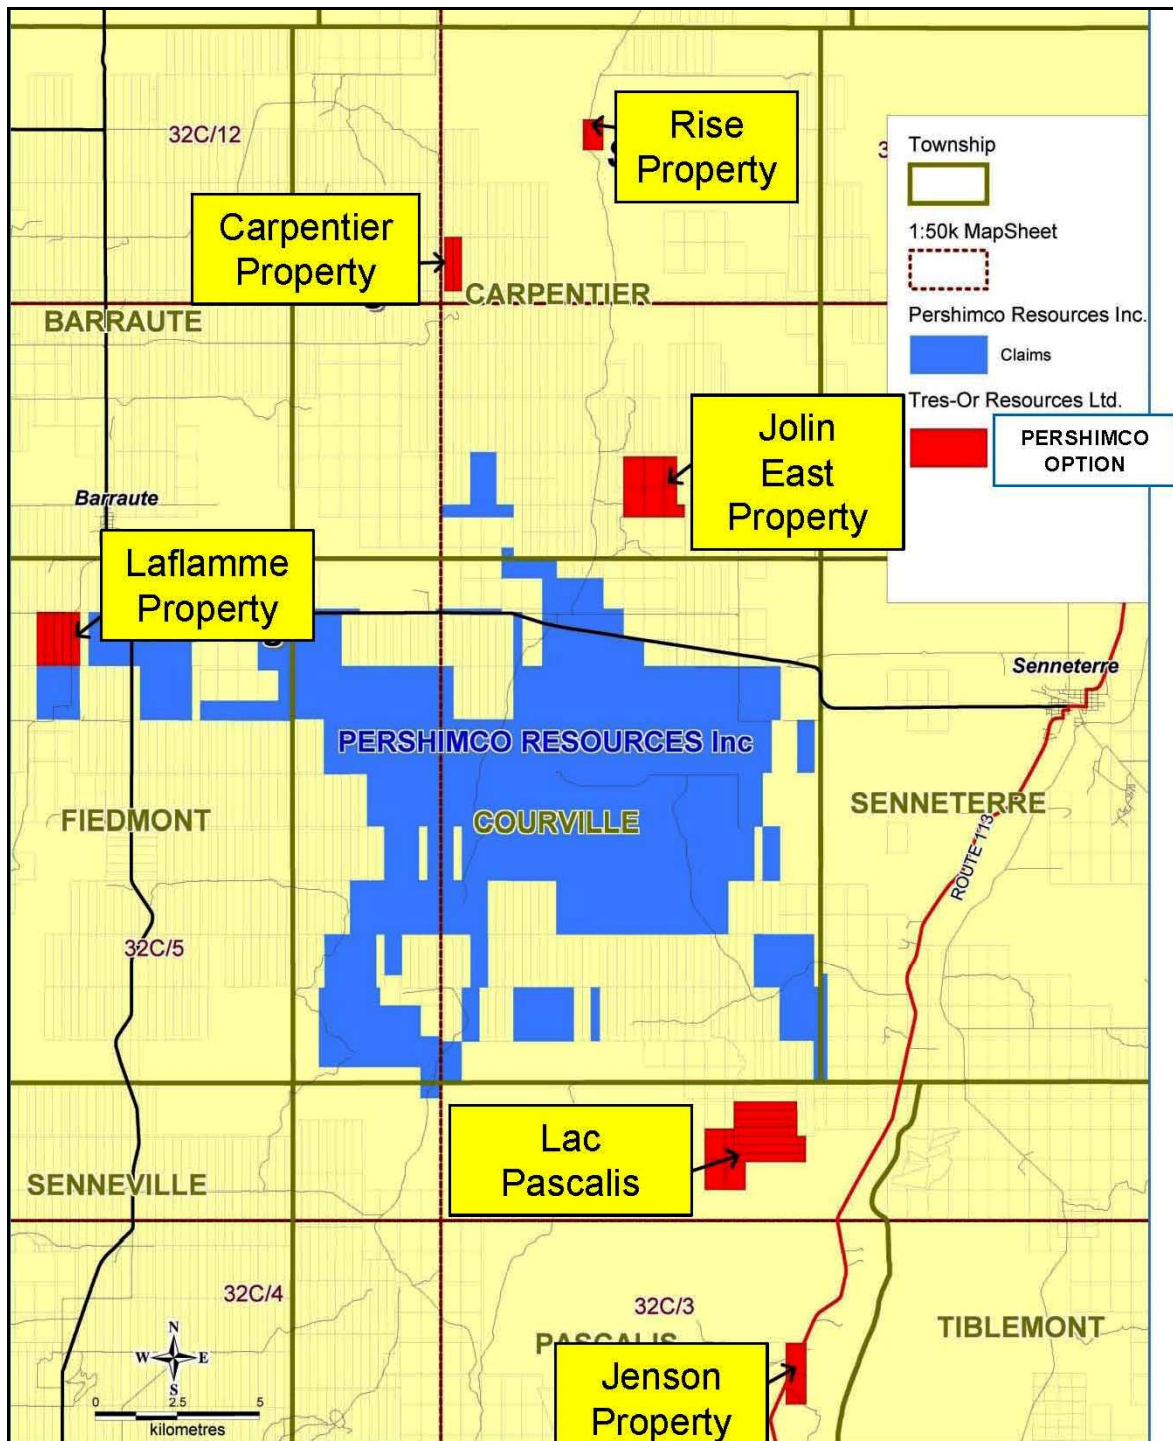 32C/12
Rise
Property
3
Township
1:50k MapSheet
Pershimco Resources Inc.
Claims
Tres-Or Resources Ltd.
PERSHIMCO
OPTION
Carpentier
Property
CARPENTIER
BARRAUTE
Jolin
East
Property
Barraute
Laflamme
Property
Senneterre
PERSHIMCO RESOURCES Inc
FIEDMONT
COURVILLE
SENNETERRE
ROUTE 113
32C/5
Lac
Pascalis
SENNEVILLE
32C/4
32C/3
PASCALIS
TIBLEMONT
N
W E
S
0 2.5 5
kilometres
Jenson
Property